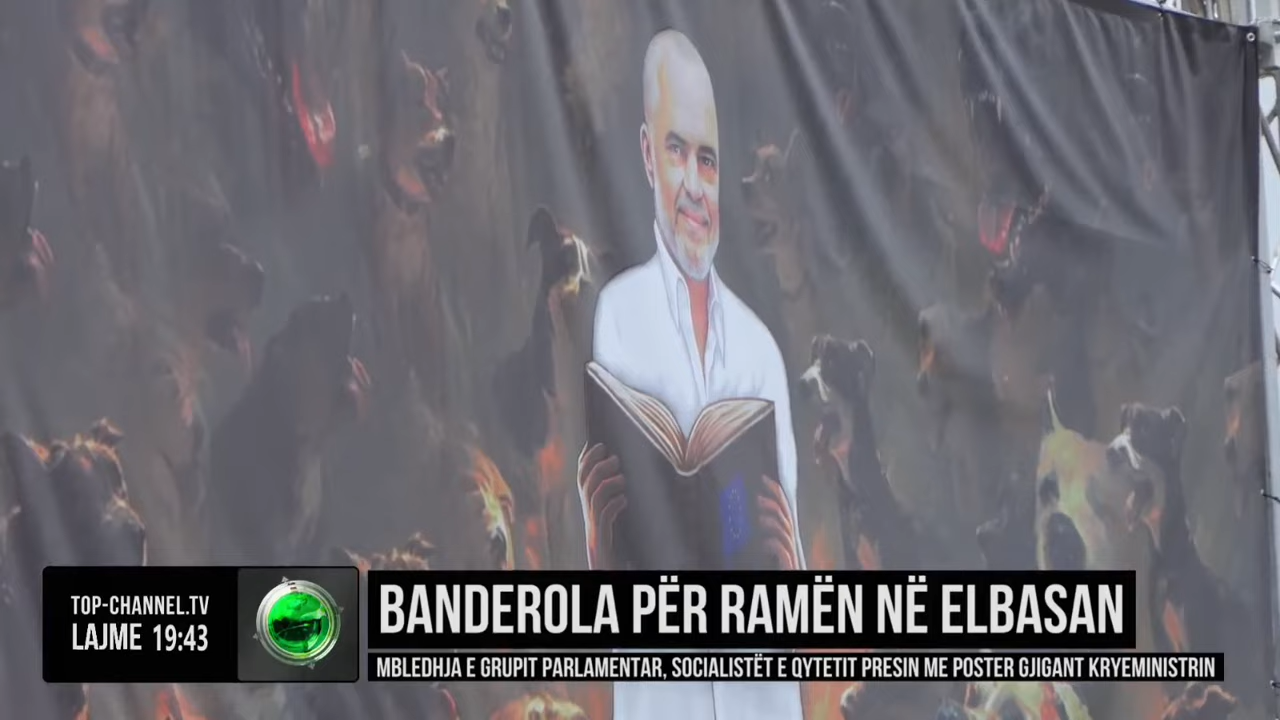 TOP-CHANNEL.TV
LAJME 19:43
BANDEROLA PËR RAMËN NË ELBASAN
MBLEDHJA E GRUPIT PARLAMENTAR, SOCIALISTËT E QYTETIT PRESIN ME POSTER GJIGANT KRYEMINISTRIN